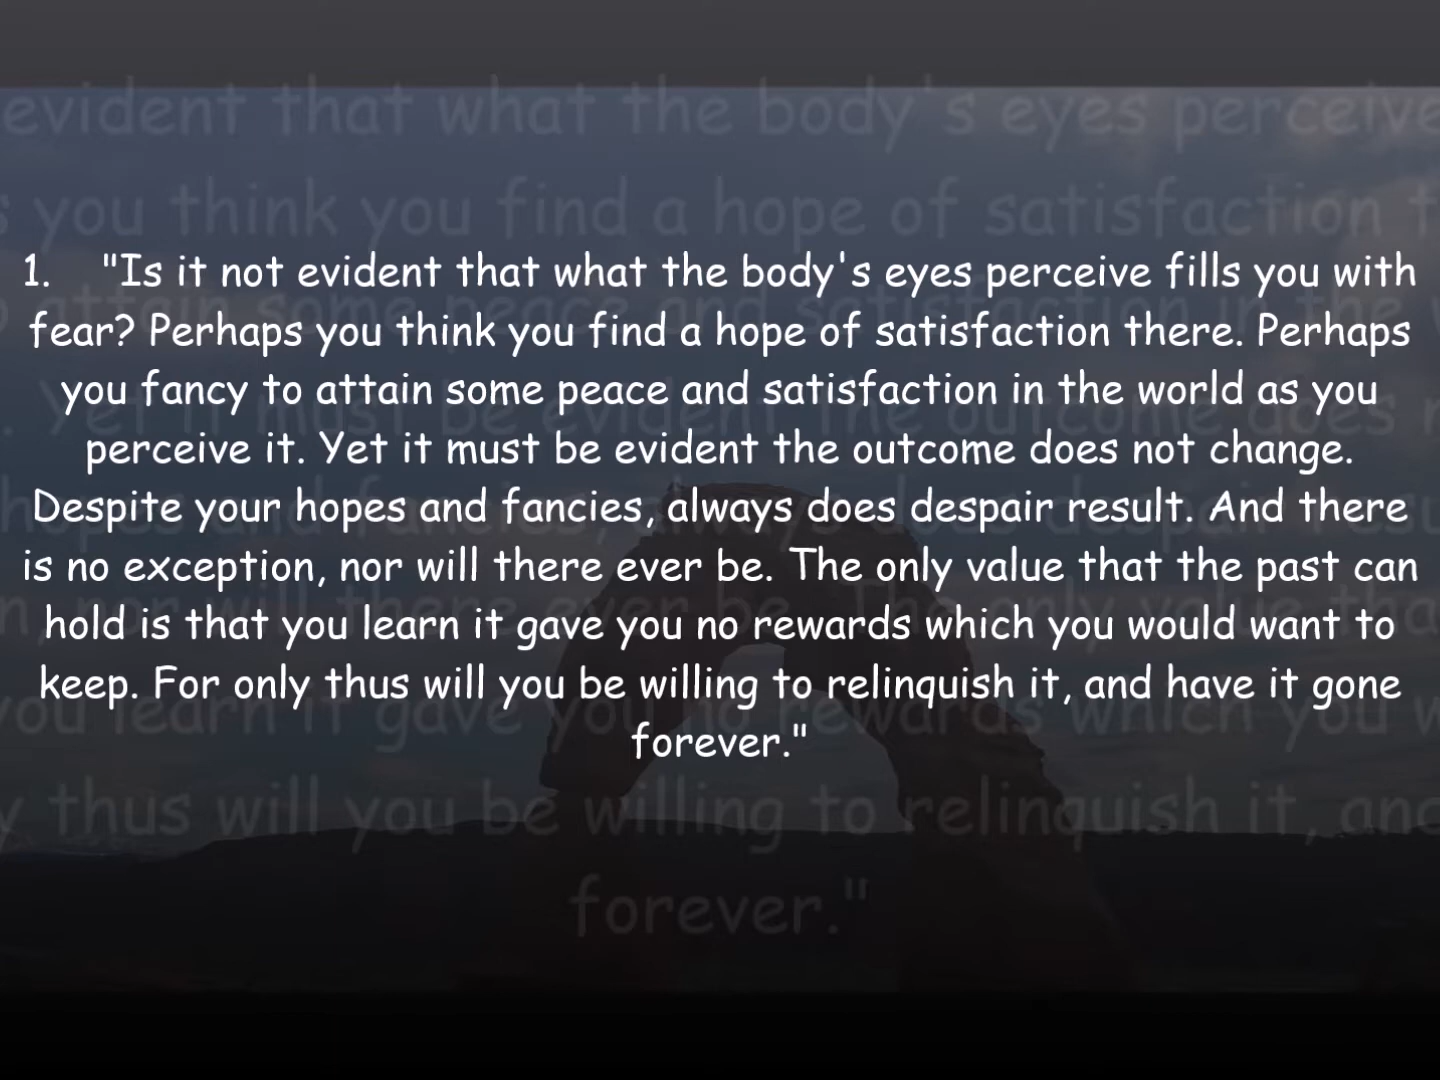 1. "Is it not evident that what the body's eyes perceive fills you with
fear? Perhaps you think you find a hope of satisfaction there. Perhaps
you fancy to attain some peace and satisfaction in the world as you
perceive it. Yet it must be evident the outcome does not change.
Despite your hopes and fancies, always does despair result. And there
is no exception, nor will there ever be. The only value that the past can
hold is that you learn it gave you no rewards which you would want to
keep. For only thus will you be willing to relinquish it, and have it gone
forever."